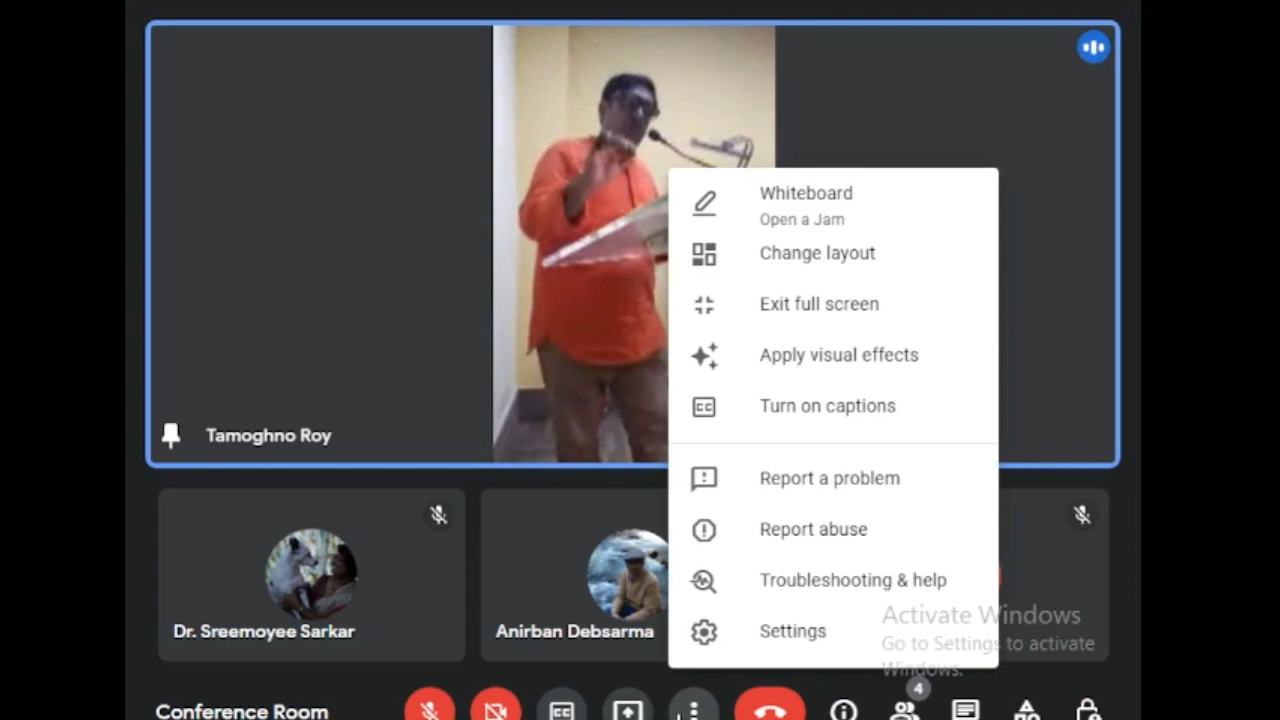 Whiteboard
Open a Jam
Change layout
Exit full screen
Apply visual effects
Turn on captions
Tamoghno Roy
Report a problem
Report abuse
Troubleshooting & help
Settings
Dr. Sreemoyee Sarkar
Anirban Debsarma
Activate Windows
Go to Settings to activate
Windows.
4
Conference Room